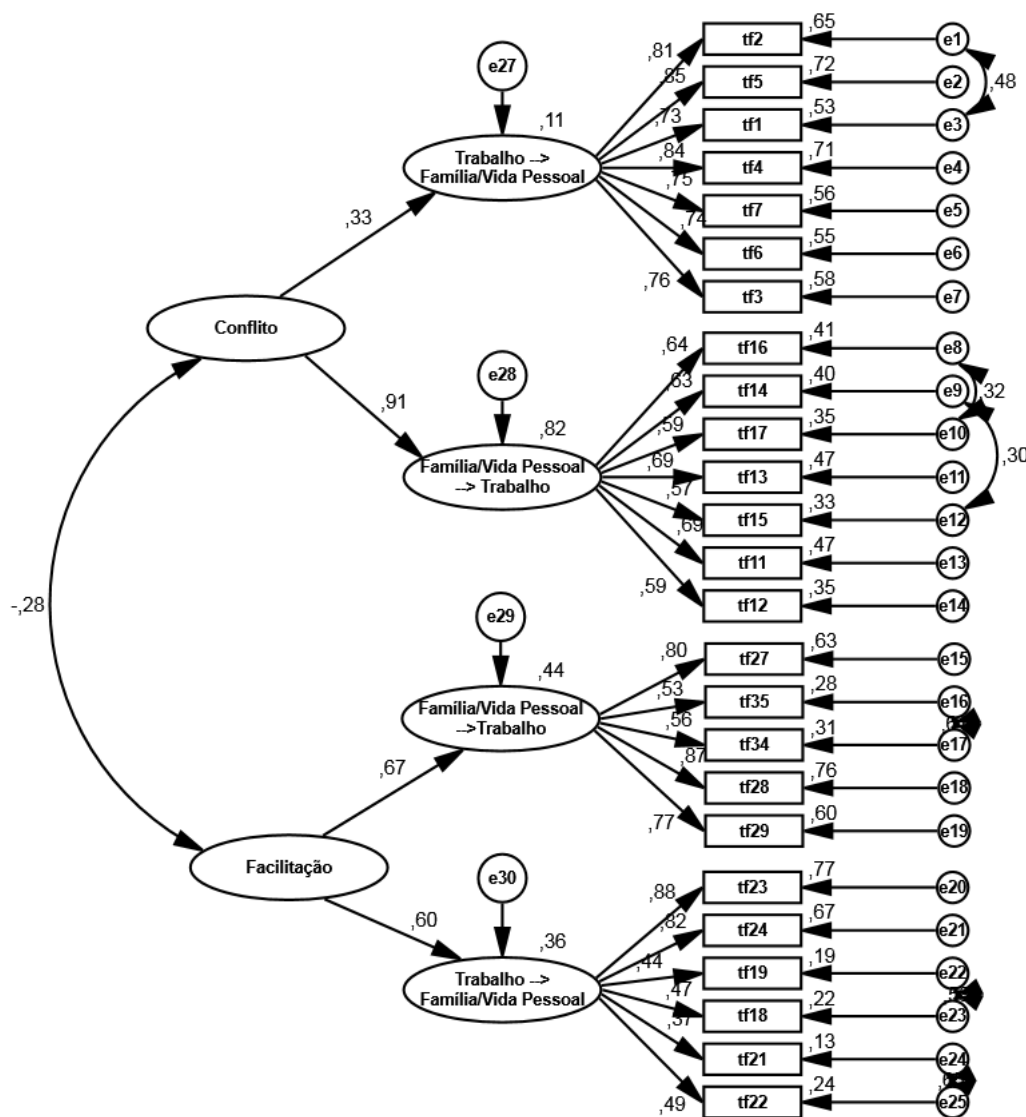 e27
,11
Trabalho -->
Família/Vida Pessoal
,81
tf2
,65
e1
,85
tf5
,72
e2
,48
,73
tf1
,53
e3
,84
tf4
,71
e4
,75
tf7
,56
e5
,74
tf6
,55
e6
,76
tf3
,58
e7
,33
Conflito
,91
e28
,82
Família/Vida Pessoal
--> Trabalho
,64
tf16
,41
e8
,63
tf14
,40
e9
,32
,59
tf17
,35
e10
,69
tf13
,47
e11
,30
,57
tf15
,33
e12
,69
tf11
,47
e13
,59
tf12
,35
e14
-,28
e29
,44
Família/Vida Pessoal
-->Trabalho
,80
tf27
,63
e15
,53
tf35
,28
e16
,56
tf34
,31
e17
,87
tf28
,76
e18
,77
tf29
,60
e19
,67
Facilitação
,60
e30
,36
Trabalho -->
Família/Vida Pessoal
,88
tf23
,77
e20
,82
tf24
,67
e21
,44
tf19
,19
e22
,47
tf18
,22
e23
,37
tf21
,13
e24
,49
tf22
,24
e25